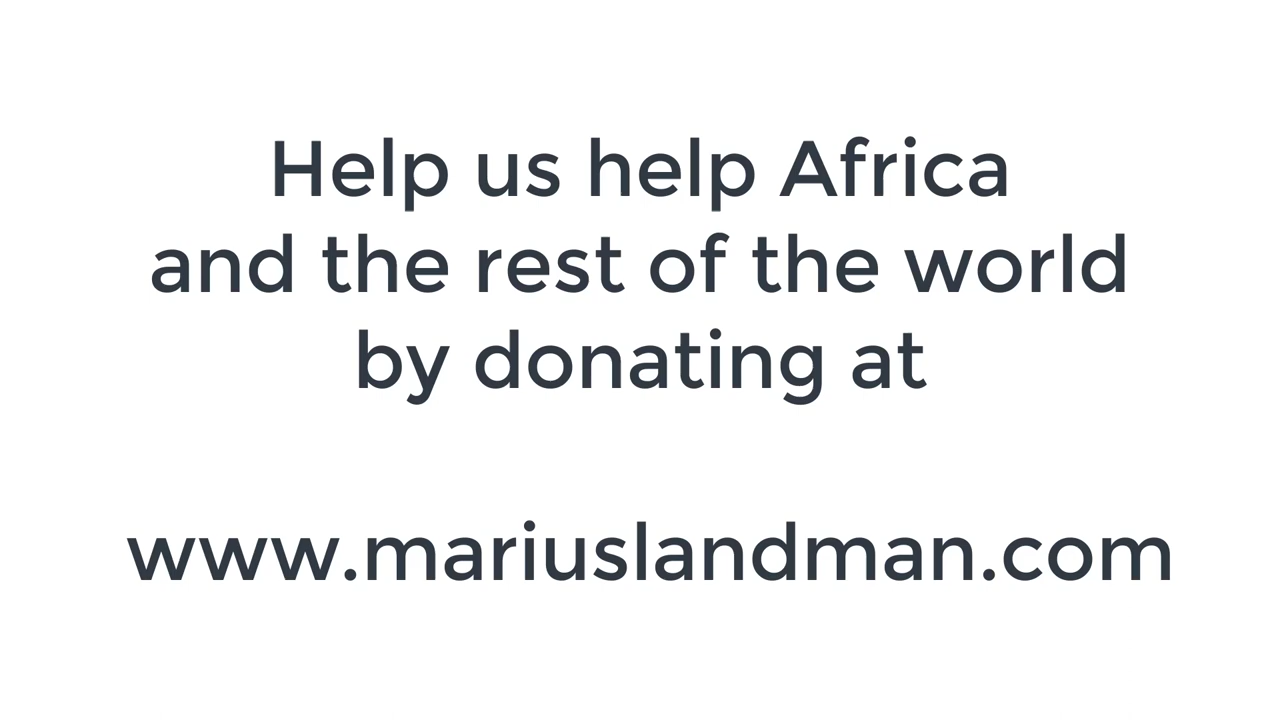 Help us help Africa
and the rest of the world
by donating at
www.mariuslandman.com